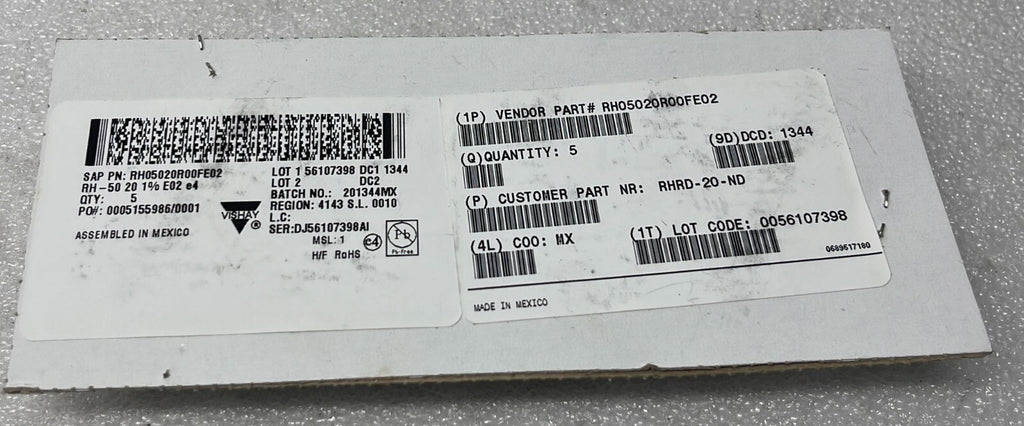 SAP PN: RH05020R00FE02
RH-50 20 1% E02 e4
QTY: 5
PO#: 0005155986/0001
ASSEMBLED IN MEXICO
VISHAY ®
LOT 1 56107398 DC1 1344
LOT 2 DC2
BATCH NO.: 201344MX
REGION: 4143 S.L. 0010
L.C:
SER:DJ56107398AI
MSL: 1
H/F RoHS
e4
Pb
Pb-Free
(1P) VENDOR PART# RH05020R00FE02
(Q)QUANTITY: 5
(9D)DCD: 1344
(P) CUSTOMER PART NR: RHRD-20-ND
(4L) COO: MX
(1T) LOT CODE: 0056107398
0689617180
MADE IN MEXICO